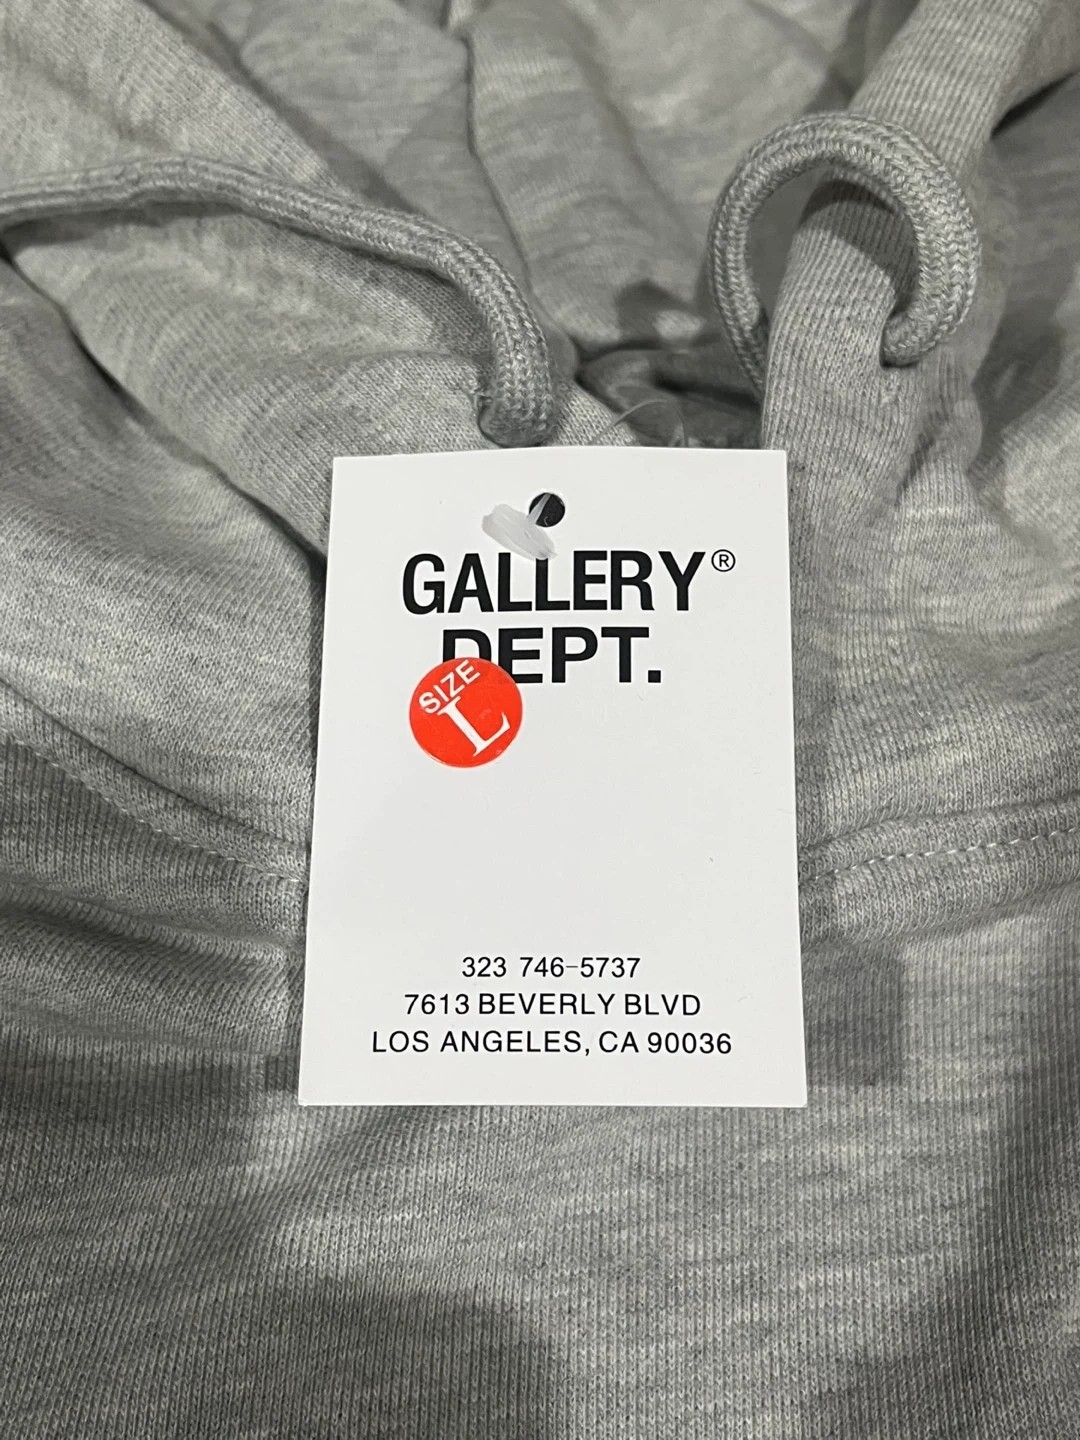 GALLERY®
DEPT.
SIZE
L
323 746-5737
7613 BEVERLY BLVD
LOS ANGELES, CA 90036